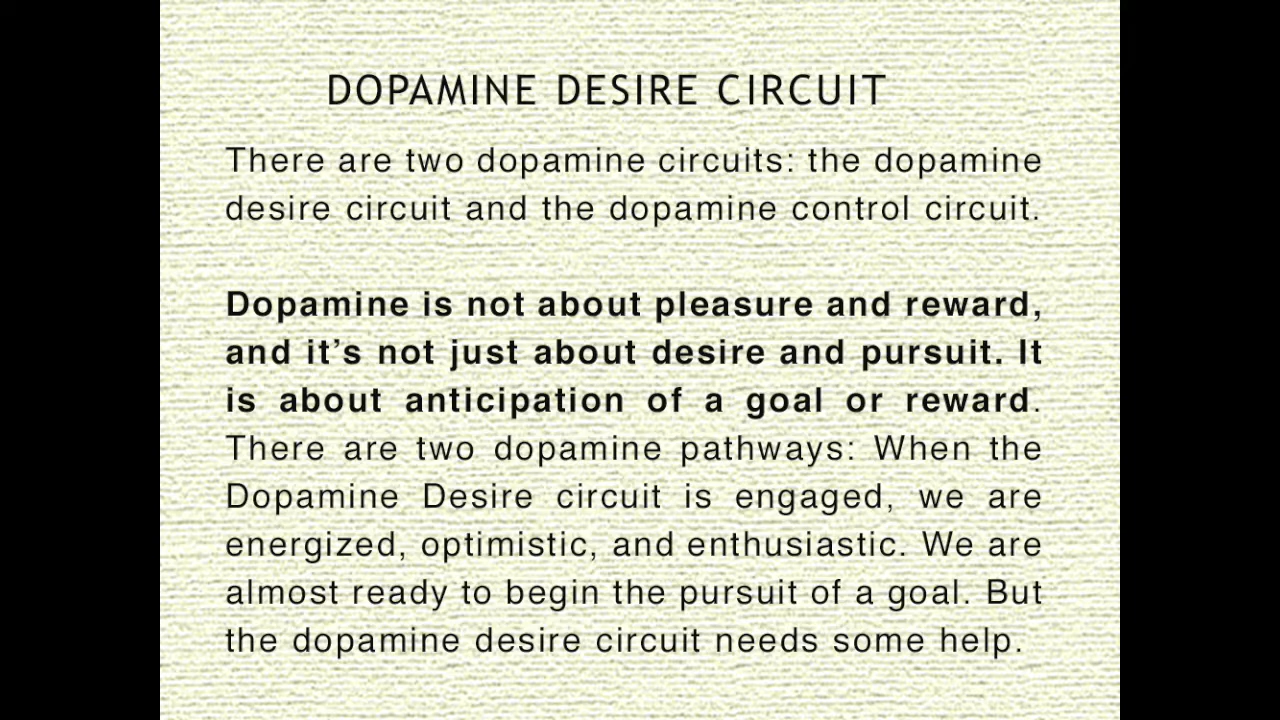 DOPAMINE DESIRE CIRCUIT
There are two dopamine circuits: the dopamine
desire circuit and the dopamine control circuit.
Dopamine is not about pleasure and reward,
and it’s not just about desire and pursuit. It
is about anticipation of a goal or reward.
There are two dopamine pathways: When the
Dopamine Desire circuit is engaged, we are
energized, optimistic, and enthusiastic. We are
almost ready to begin the pursuit of a goal. But
the dopamine desire circuit needs some help.